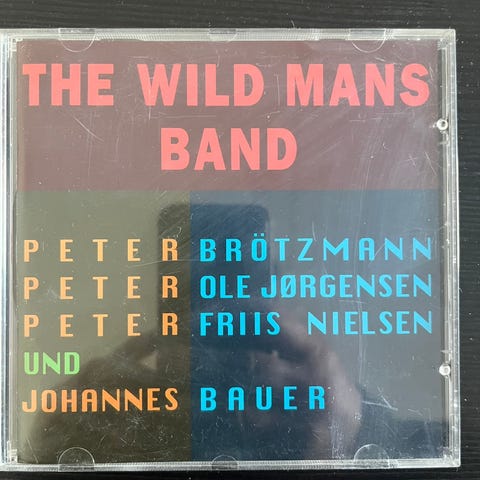 THE WILD MANS
BAND
PETER BRÖTZMANN
PETER OLE JØRGENSEN
PETER FRIIS NIELSEN
UND
JOHANNES BAUER